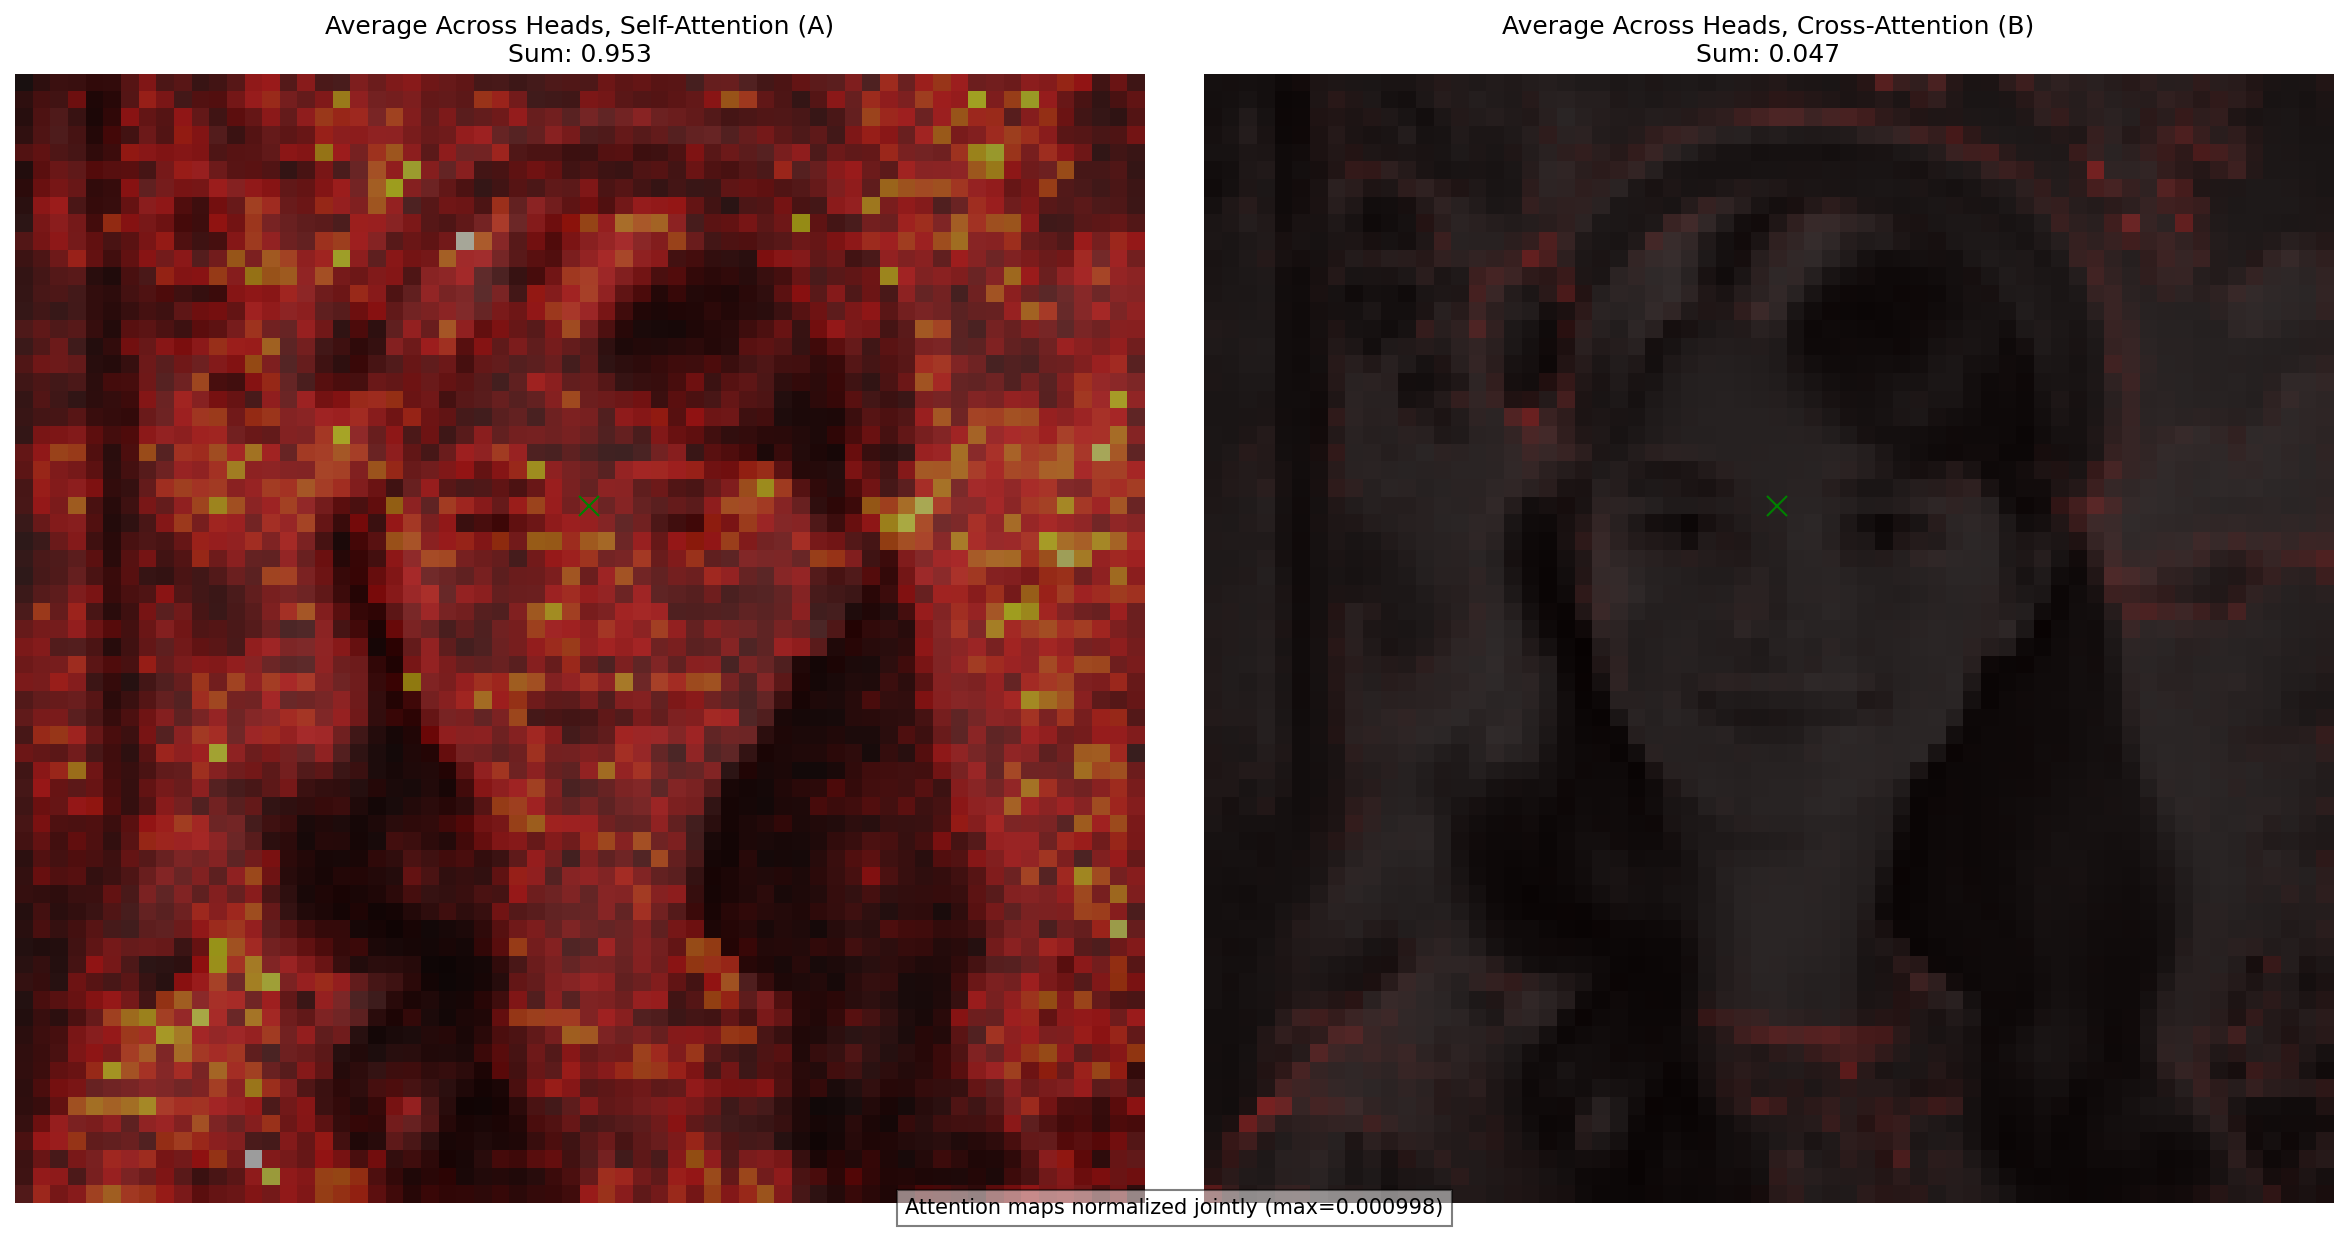 Average Across Heads, Self-Attention (A)
Sum: 0.953
Average Across Heads, Cross-Attention (B)
Sum: 0.047
Attention maps normalized jointly (max=0.000998)